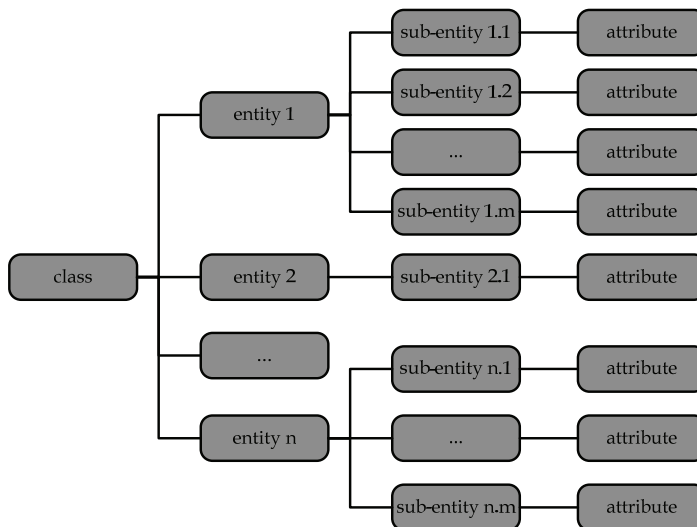 sub-entity 1.1
attribute
sub-entity 1.2
attribute
entity 1
...
attribute
sub-entity 1.m
attribute
class
entity 2
sub-entity 2.1
attribute
...
sub-entity n.1
attribute
entity n
...
attribute
sub-entity n.m
attribute